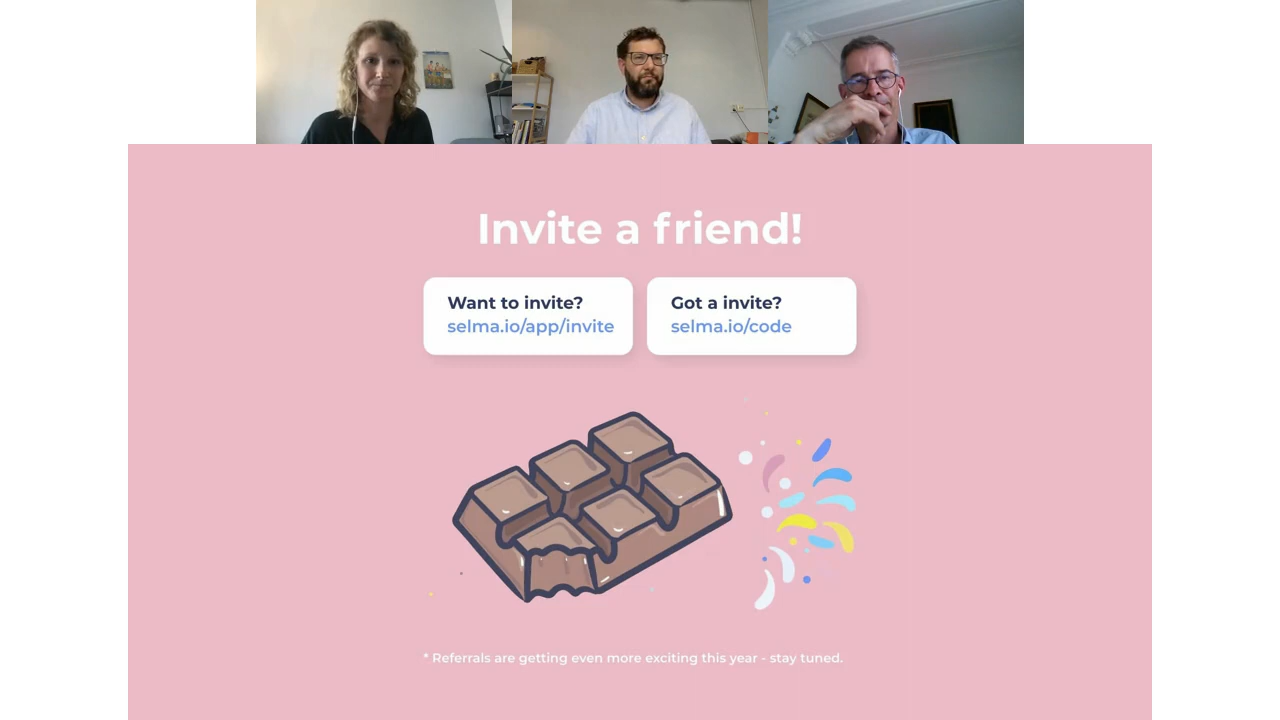 Invite a friend!
Want to invite?
selma.io/app/invite
Got a invite?
selma.io/code
* Referrals are getting even more exciting this year - stay tuned.